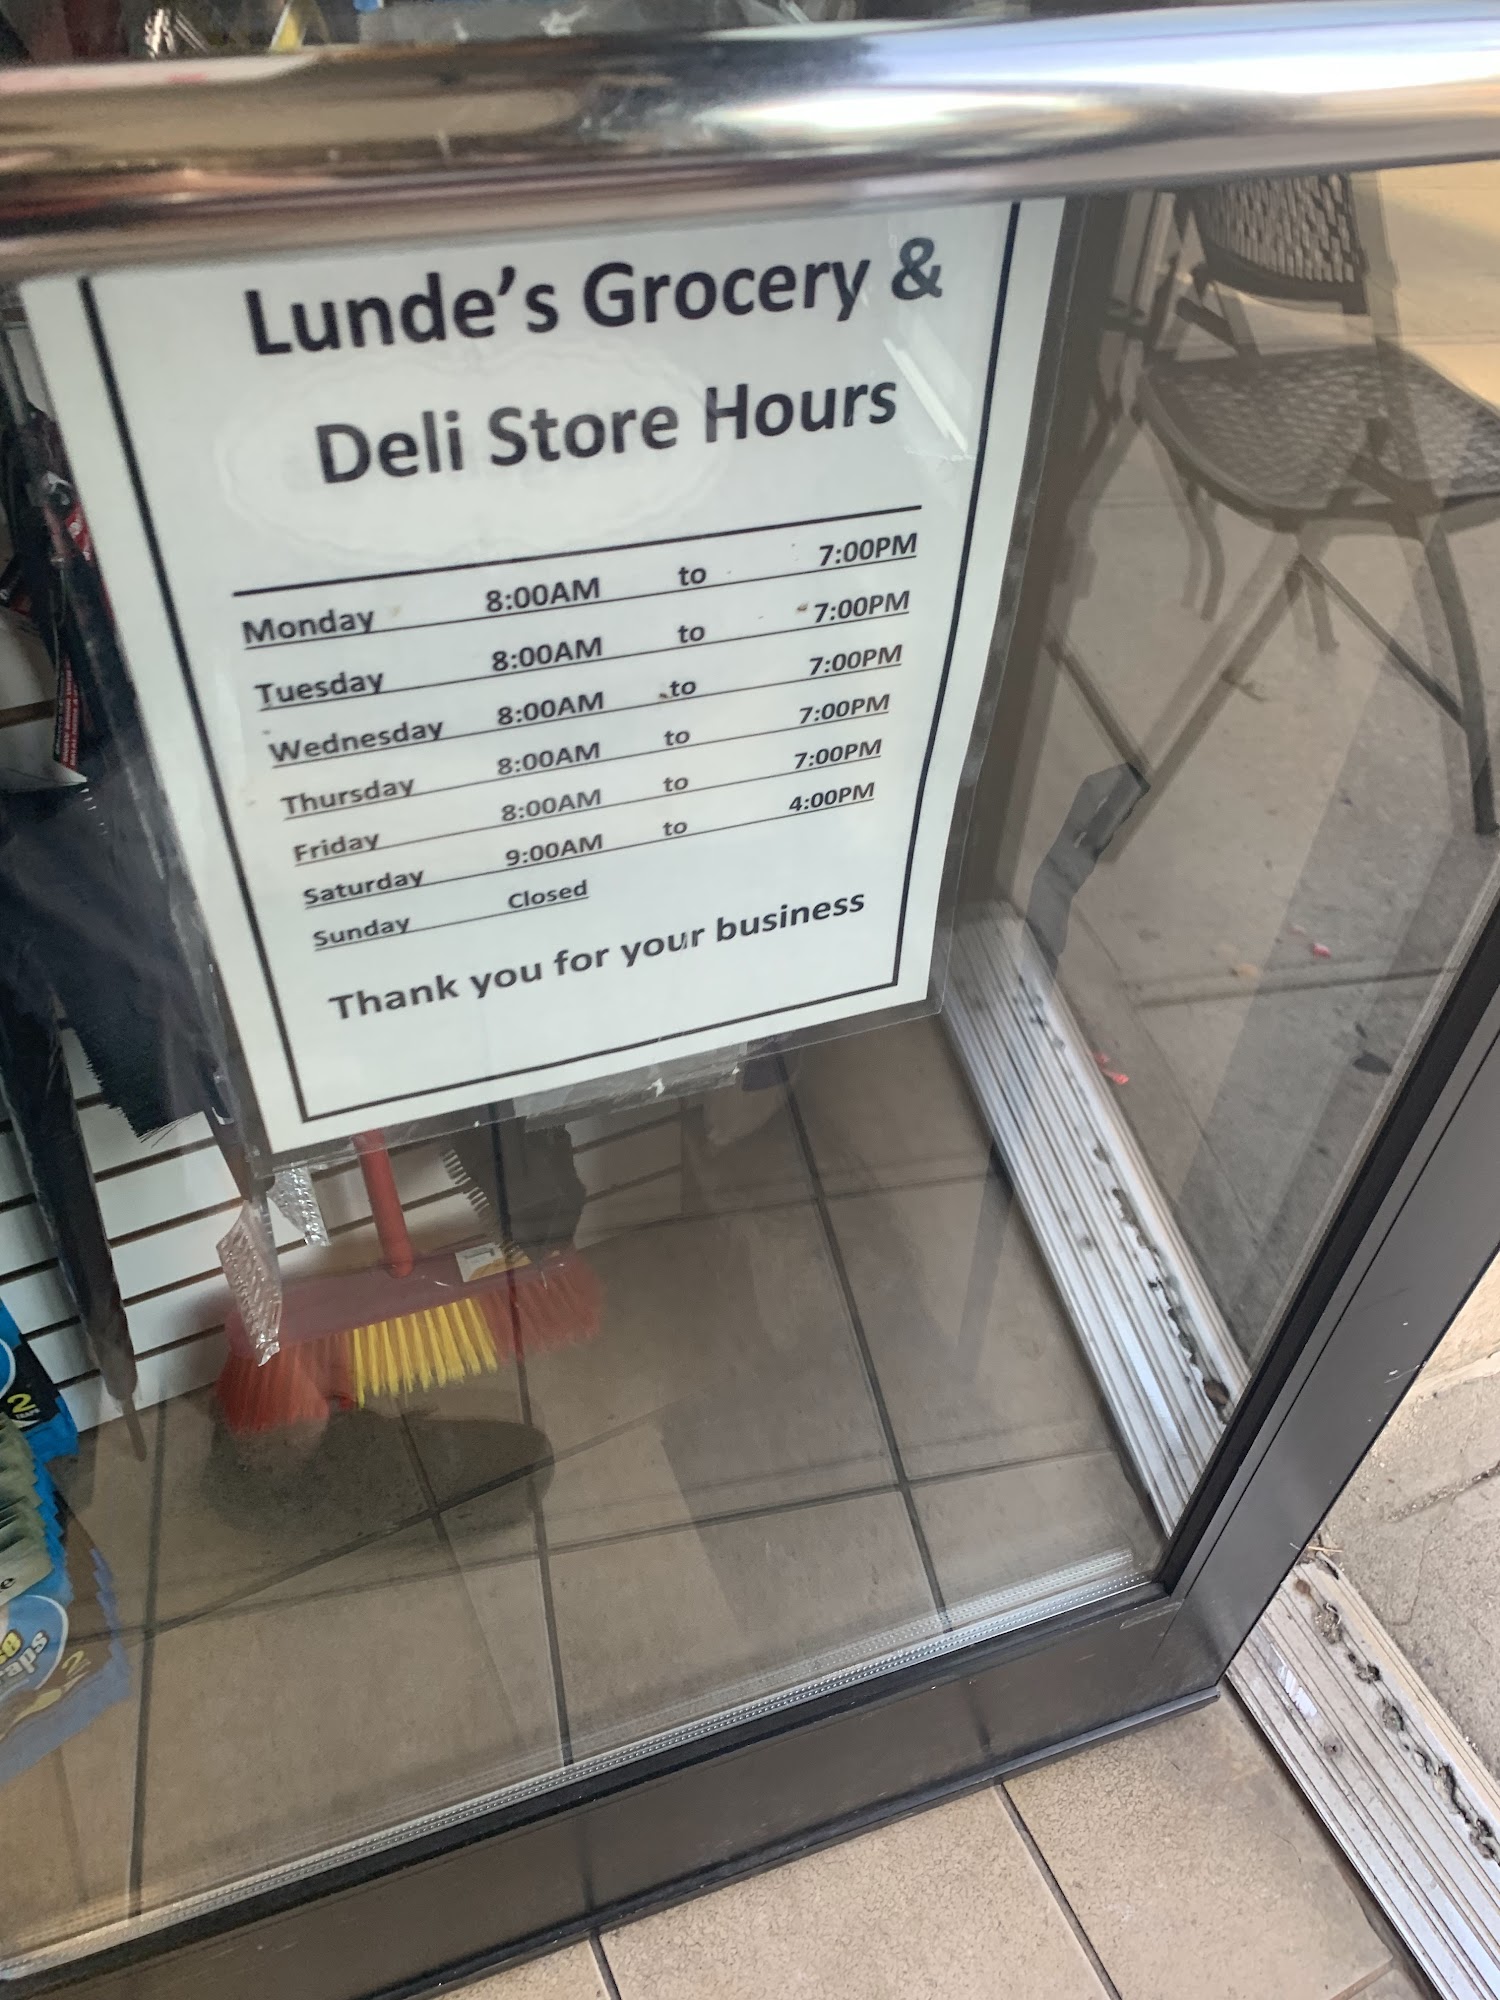 Lunde's Grocery &
Deli Store Hours
Monday 8:00AM to 7:00PM
Tuesday 8:00AM to 7:00PM
Wednesday 8:00AM to 7:00PM
Thursday 8:00AM to 7:00PM
Friday 8:00AM to 7:00PM
Saturday 9:00AM to 4:00PM
Sunday Closed
Thank you for your business
2
2